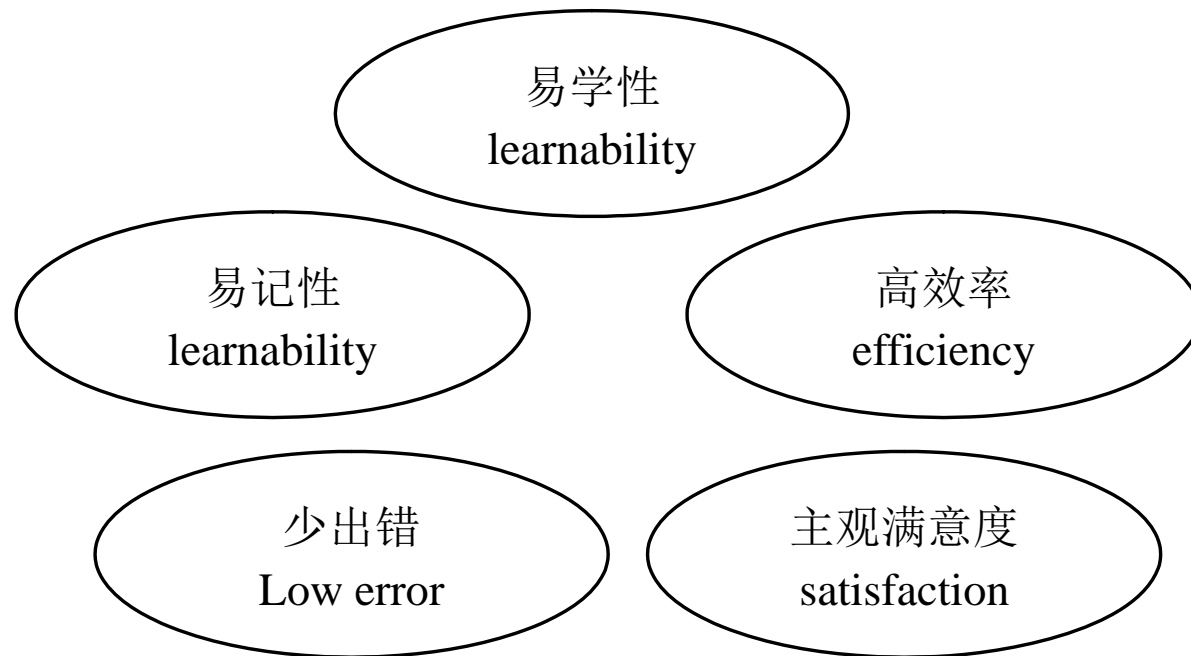 易学性
learnability
易记性
learnability
高效率
efficiency
少出错
Low error
主观满意度
satisfaction